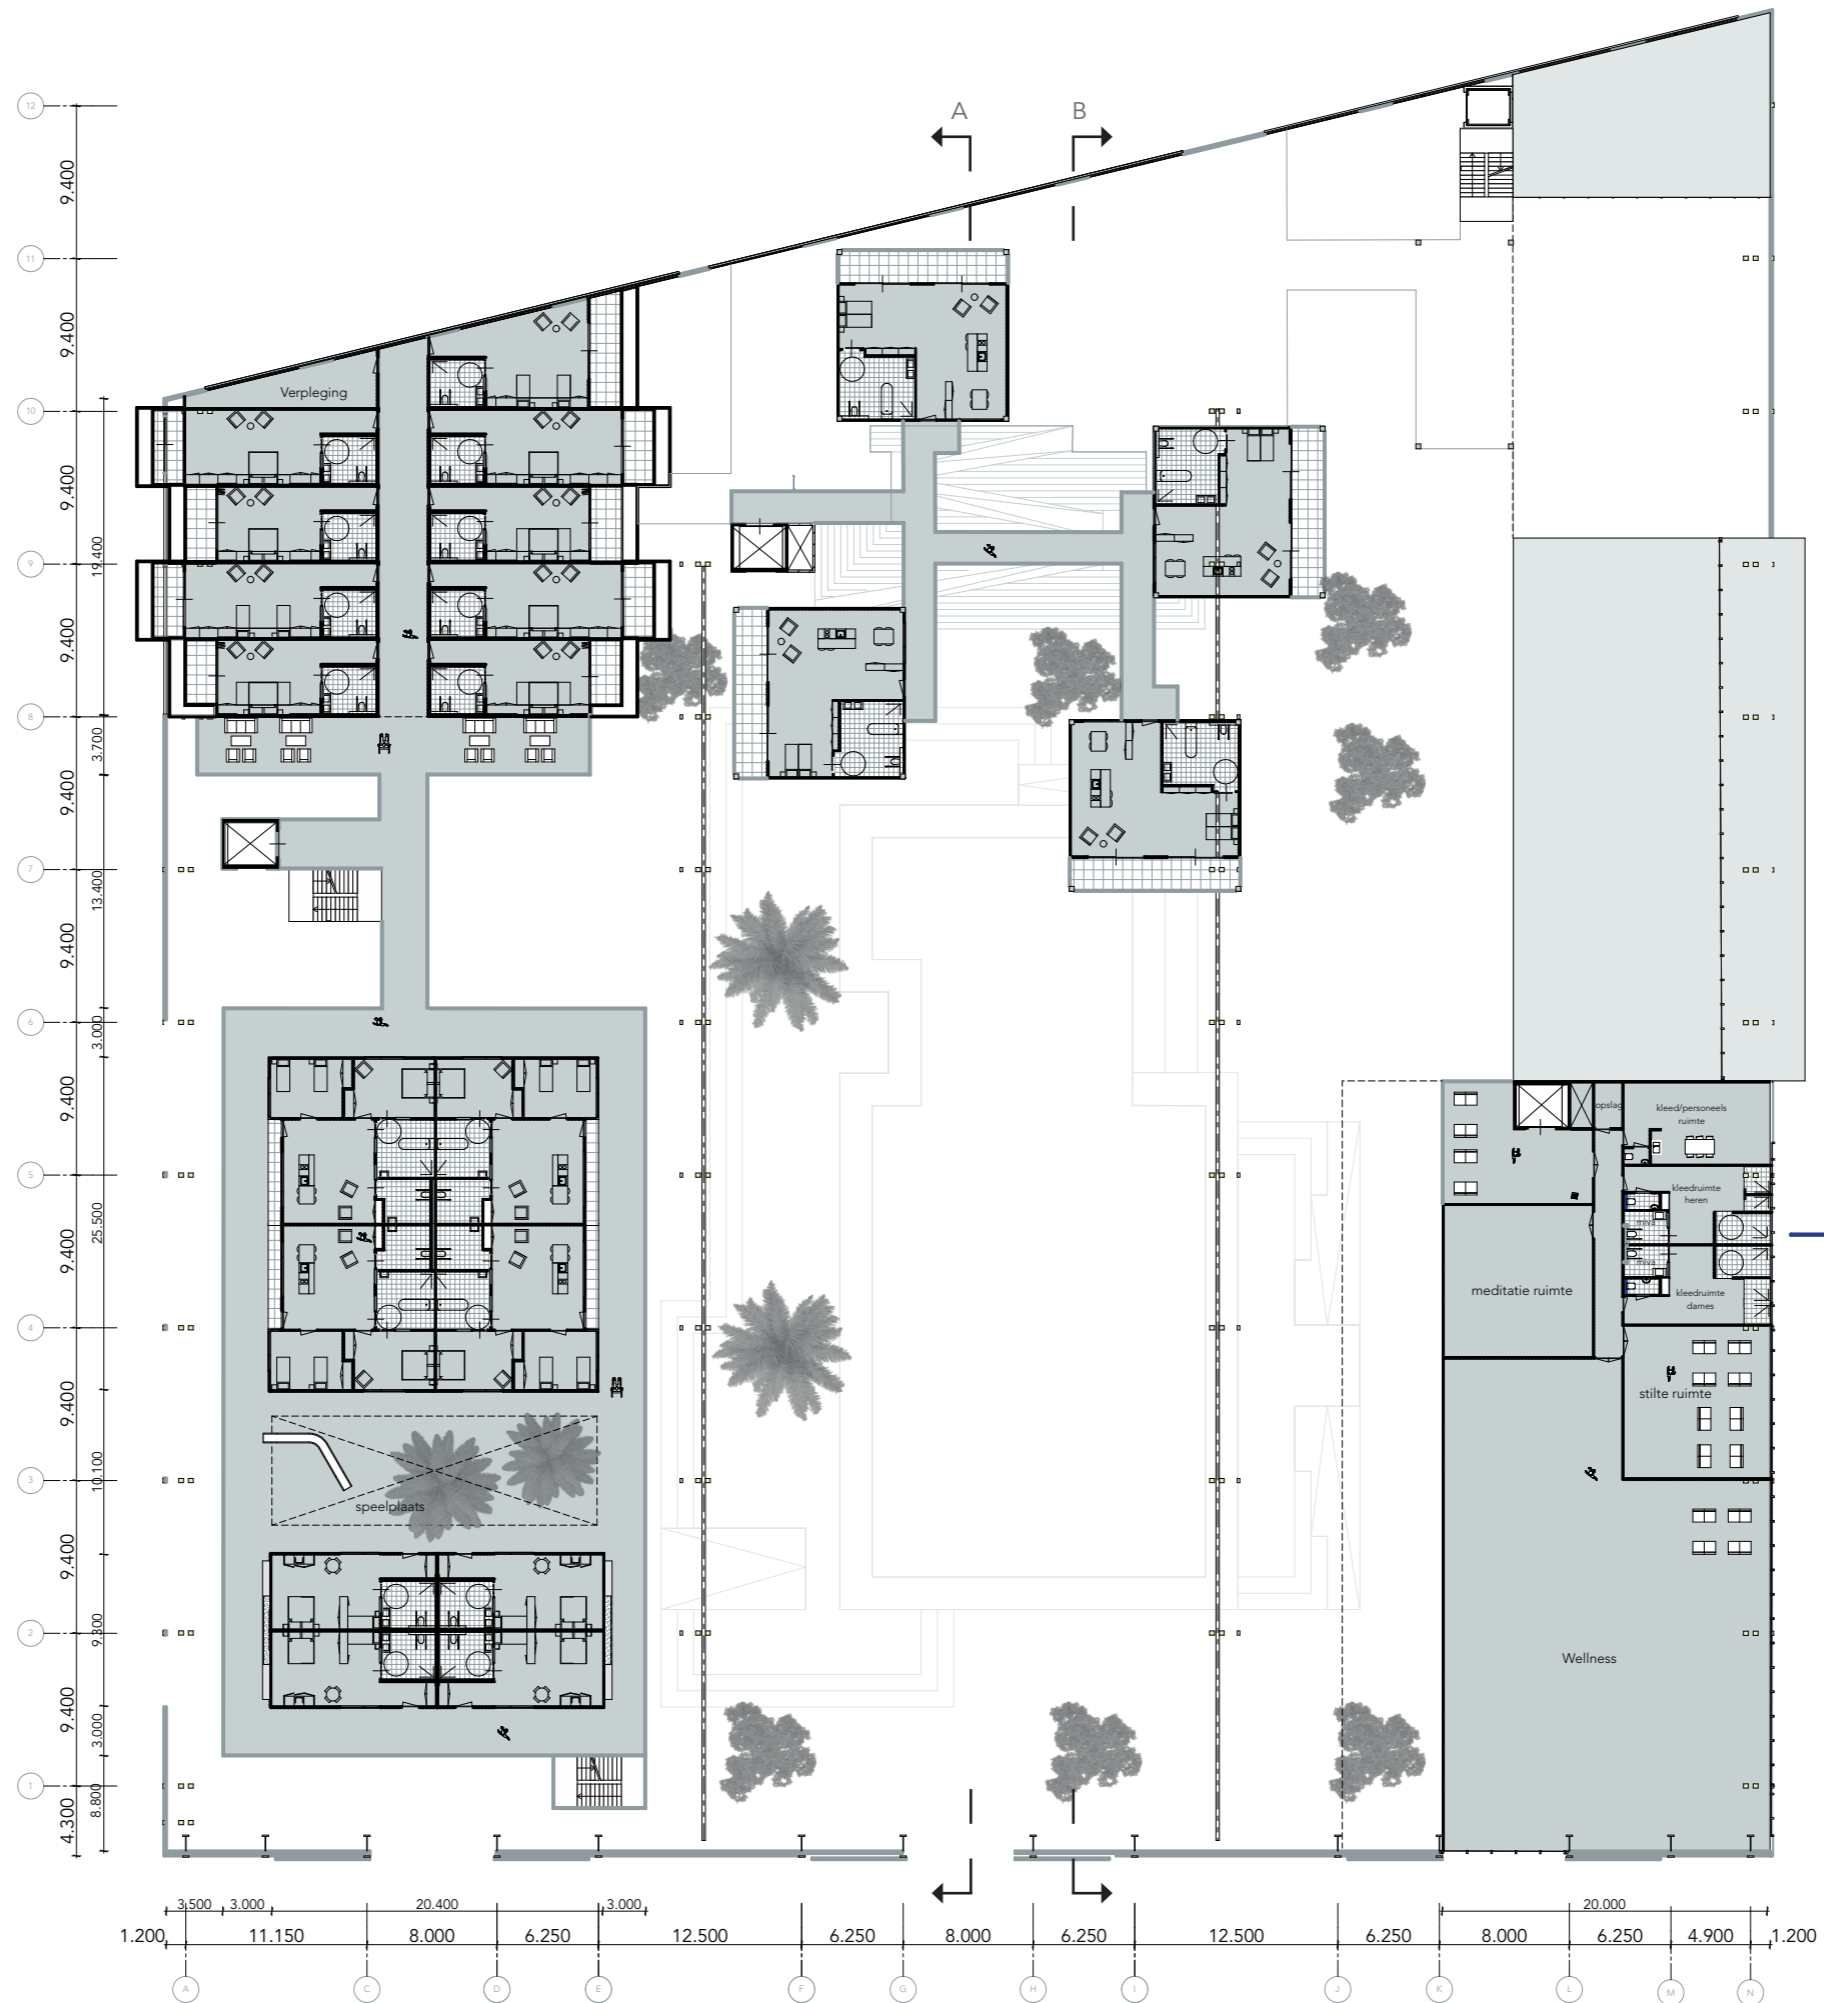 A
B
12
9.400
11
9.400
Verpleging
10
9.400
19.400
9
9.400
8
3.700
9.400
7
13.400
9.400
6
3.000
9.400
opslag
kleed/personeels
ruimte
5
kleedruimte
heren
25.500
miva
9.400
miva
meditatie ruimte
kleedruimte
dames
4
9.400
stilte ruimte
3
10.100
speelplaats
9.400
2
9.300
Wellness
9.400
3.000
1
8.800
4.300
3.500
3.000
20.400
3.000
20.000
1.200
11.150
8.000
6.250
12.500
6.250
8.000
6.250
12.500
6.250
8.000
6.250
4.900
1.200
A
C
D
E
F
G
H
I
J
K
L
M
N